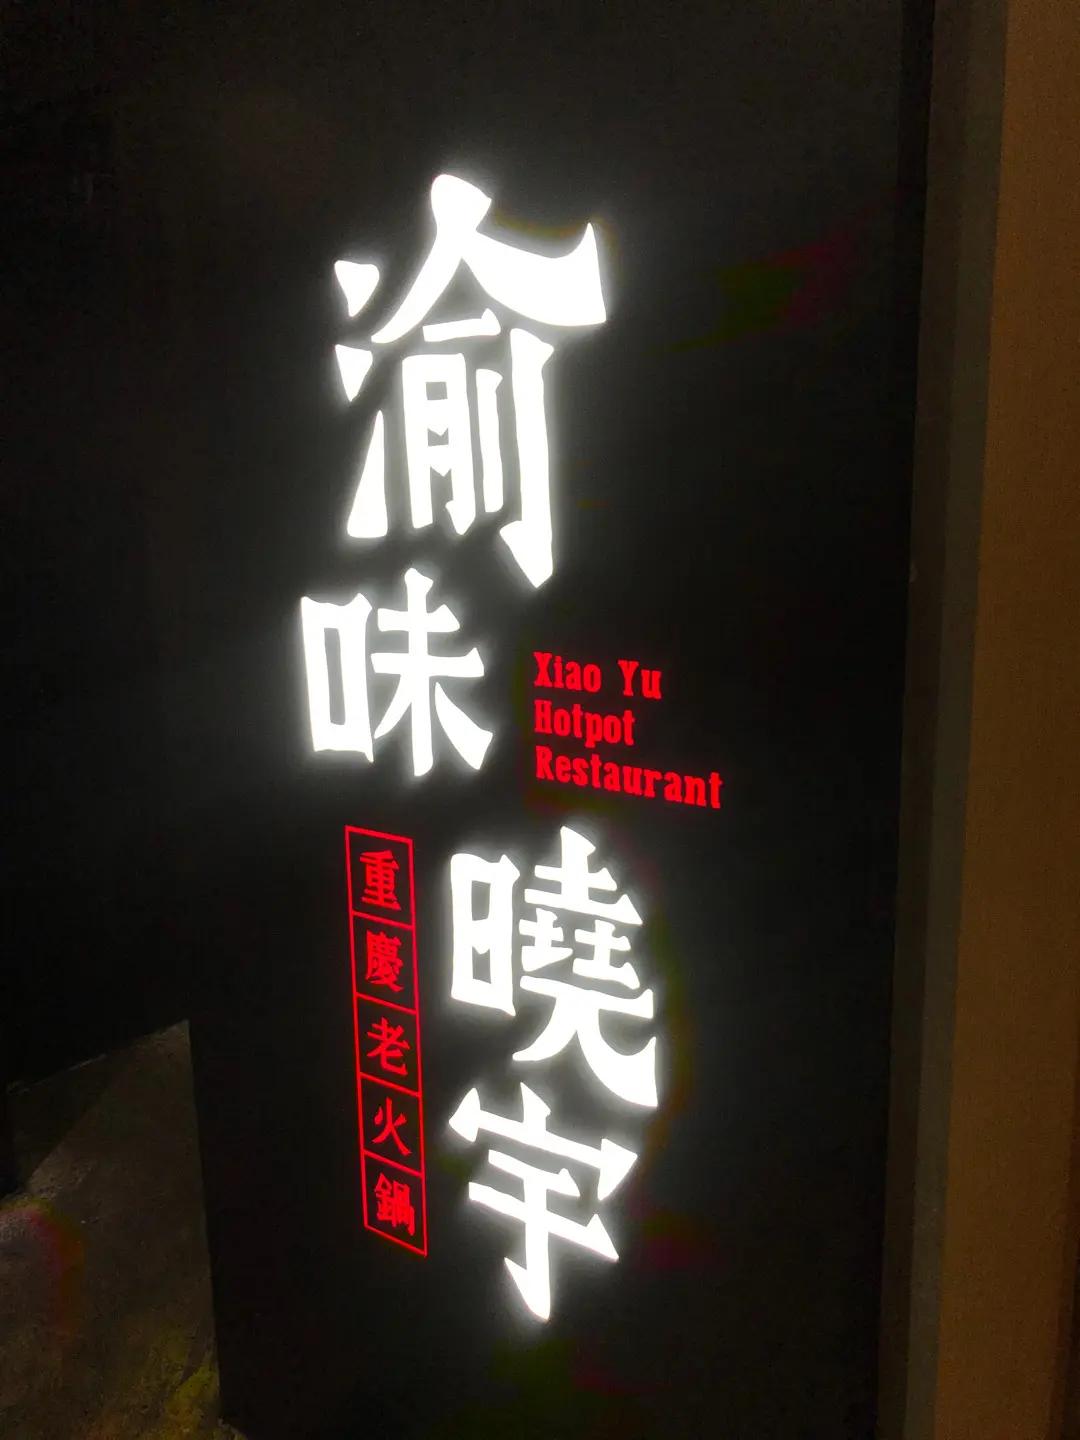 渝味
Xiao Yu
Hotpot
Restaurant
曉宇
重慶老火鍋